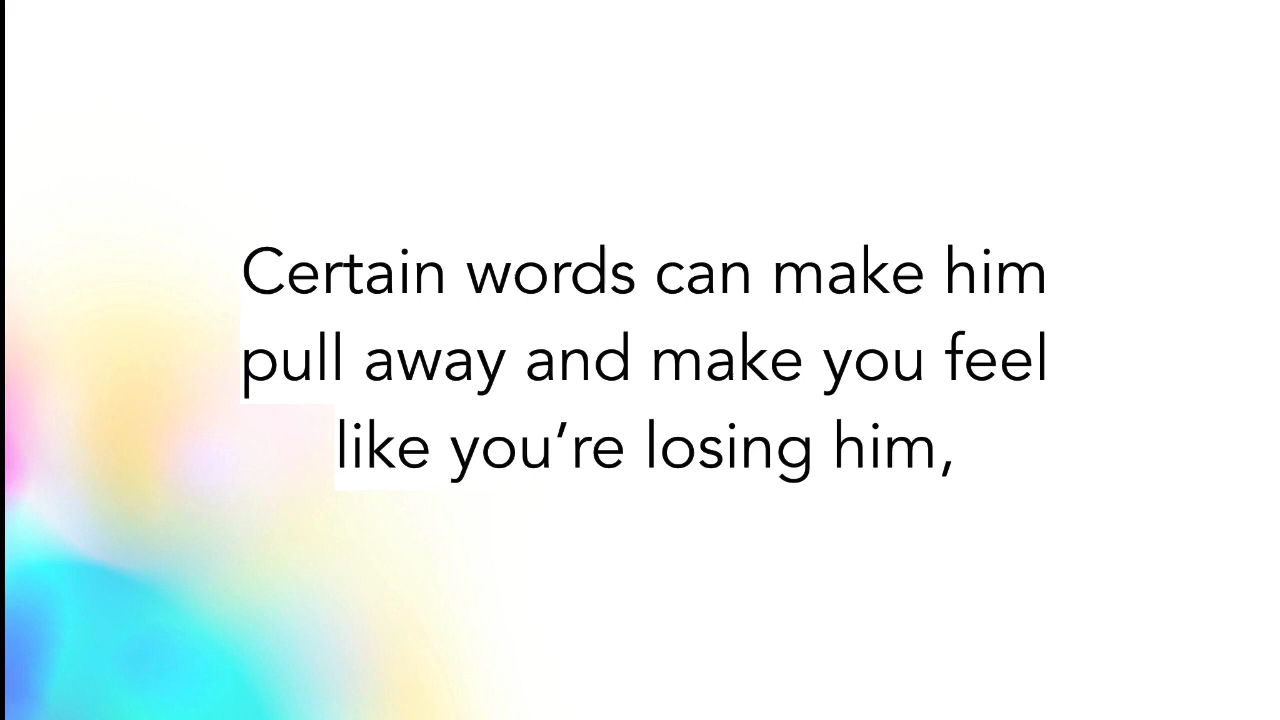 Certain words can make him
pull away and make you feel
like you’re losing him,